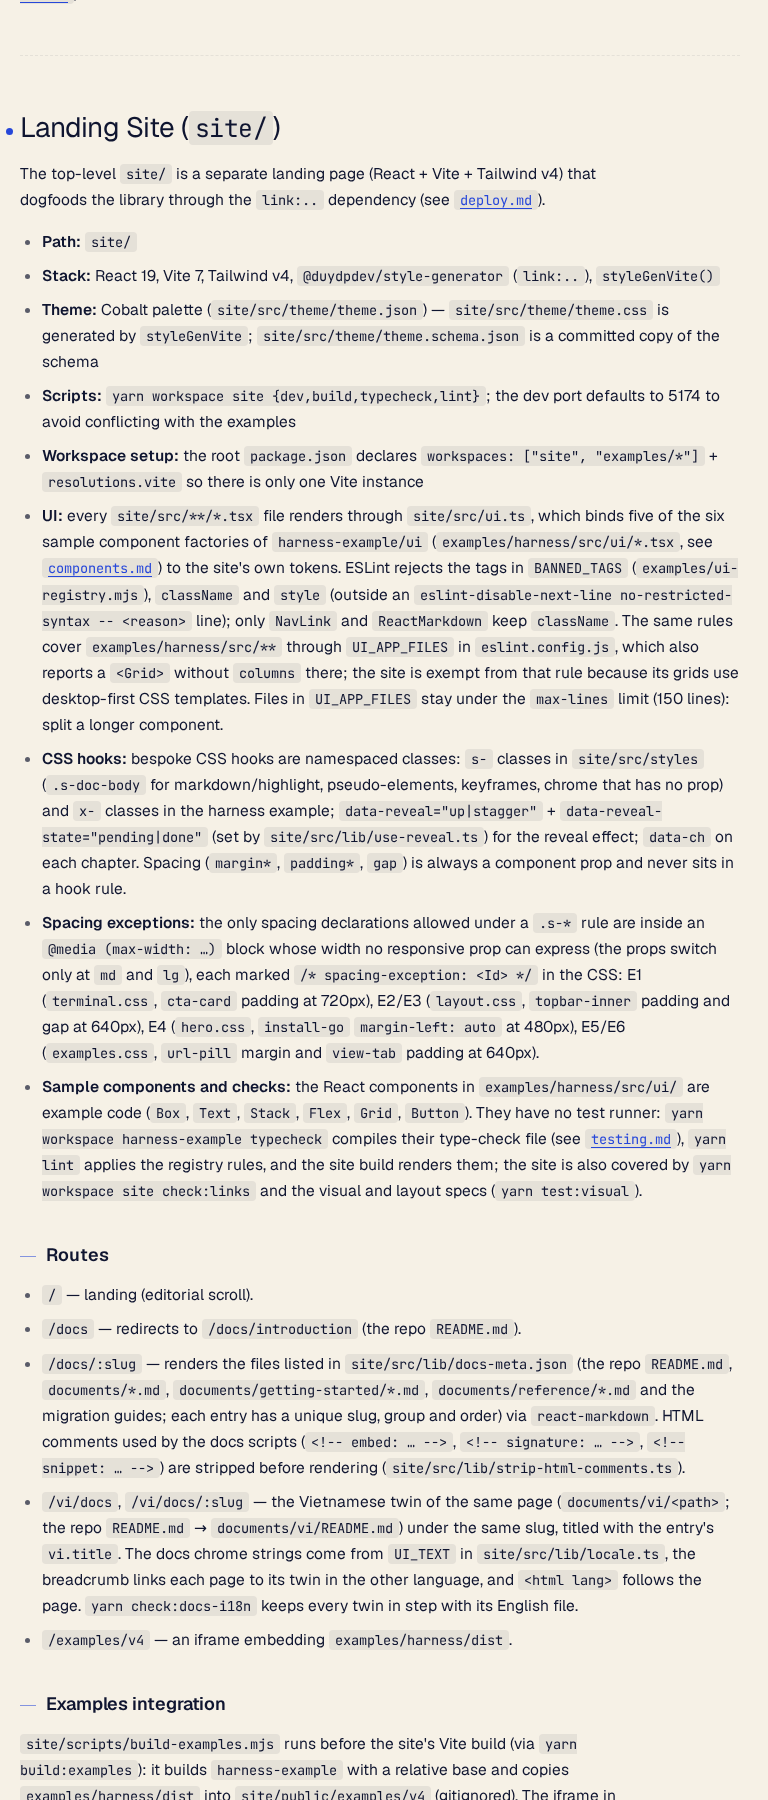 Landing Site (site/)
The top-level site/ is a separate landing page (React + Vite + Tailwind v4) that
dogfoods the library through the link:.. dependency (see deploy.md).
Path: site/
Stack: React 19, Vite 7, Tailwind v4, @duydpdev/style-generator (link:..), styleGenVite()
Theme: Cobalt palette (site/src/theme/theme.json) — site/src/theme/theme.css is
generated by styleGenVite; site/src/theme/theme.schema.json is a committed copy of the
schema
Scripts: yarn workspace site {dev,build,typecheck,lint}; the dev port defaults to 5174 to
avoid conflicting with the examples
Workspace setup: the root package.json declares workspaces: ["site", "examples/*"] +
resolutions.vite so there is only one Vite instance
UI: every site/src/**/*.tsx file renders through site/src/ui.ts, which binds five of the six
sample component factories of harness-example/ui (examples/harness/src/ui/*.tsx, see
components.md) to the site's own tokens. ESLint rejects the tags in BANNED_TAGS (examples/ui-
registry.mjs), className and style (outside an eslint-disable-next-line no-restricted-
syntax -- <reason> line); only NavLink and ReactMarkdown keep className. The same rules
cover examples/harness/src/** through UI_APP_FILES in eslint.config.js, which also
reports a <Grid> without columns there; the site is exempt from that rule because its grids use
desktop-first CSS templates. Files in UI_APP_FILES stay under the max-lines limit (150 lines):
split a longer component.
CSS hooks: bespoke CSS hooks are namespaced classes: s- classes in site/src/styles
(.s-doc-body for markdown/highlight, pseudo-elements, keyframes, chrome that has no prop)
and x- classes in the harness example; data-reveal="up|stagger" + data-reveal-
state="pending|done" (set by site/src/lib/use-reveal.ts) for the reveal effect; data-ch on
each chapter. Spacing (margin*, padding*, gap) is always a component prop and never sits in
a hook rule.
Spacing exceptions: the only spacing declarations allowed under a .s-* rule are inside an
@media (max-width: …) block whose width no responsive prop can express (the props switch
only at md and lg), each marked /* spacing-exception: <Id> */ in the CSS: E1
(terminal.css, cta-card padding at 720px), E2/E3 (layout.css, topbar-inner padding and
gap at 640px), E4 (hero.css, install-go margin-left: auto at 480px), E5/E6
(examples.css, url-pill margin and view-tab padding at 640px).
Sample components and checks: the React components in examples/harness/src/ui/ are
example code (Box, Text, Stack, Flex, Grid, Button). They have no test runner: yarn
workspace harness-example typecheck compiles their type-check file (see testing.md), yarn
lint applies the registry rules, and the site build renders them; the site is also covered by yarn
workspace site check:links and the visual and layout specs (yarn test:visual).
Routes
/ — landing (editorial scroll).
/docs — redirects to /docs/introduction (the repo README.md).
/docs/:slug — renders the files listed in site/src/lib/docs-meta.json (the repo README.md,
documents/*.md, documents/getting-started/*.md, documents/reference/*.md and the
migration guides; each entry has a unique slug, group and order) via react-markdown. HTML
comments used by the docs scripts (<!-- embed: … -->, <!-- signature: … -->, <!--
snippet: … -->) are stripped before rendering (site/src/lib/strip-html-comments.ts).
/vi/docs, /vi/docs/:slug — the Vietnamese twin of the same page (documents/vi/<path>;
the repo README.md → documents/vi/README.md) under the same slug, titled with the entry's
vi.title. The docs chrome strings come from UI_TEXT in site/src/lib/locale.ts, the
breadcrumb links each page to its twin in the other language, and <html lang> follows the
page. yarn check:docs-i18n keeps every twin in step with its English file.
/examples/v4 — an iframe embedding examples/harness/dist.
Examples integration
site/scripts/build-examples.mjs runs before the site's Vite build (via yarn
build:examples): it builds harness-example with a relative base and copies
examples/harness/dist into site/public/examples/v4 (gitignored). The iframe in